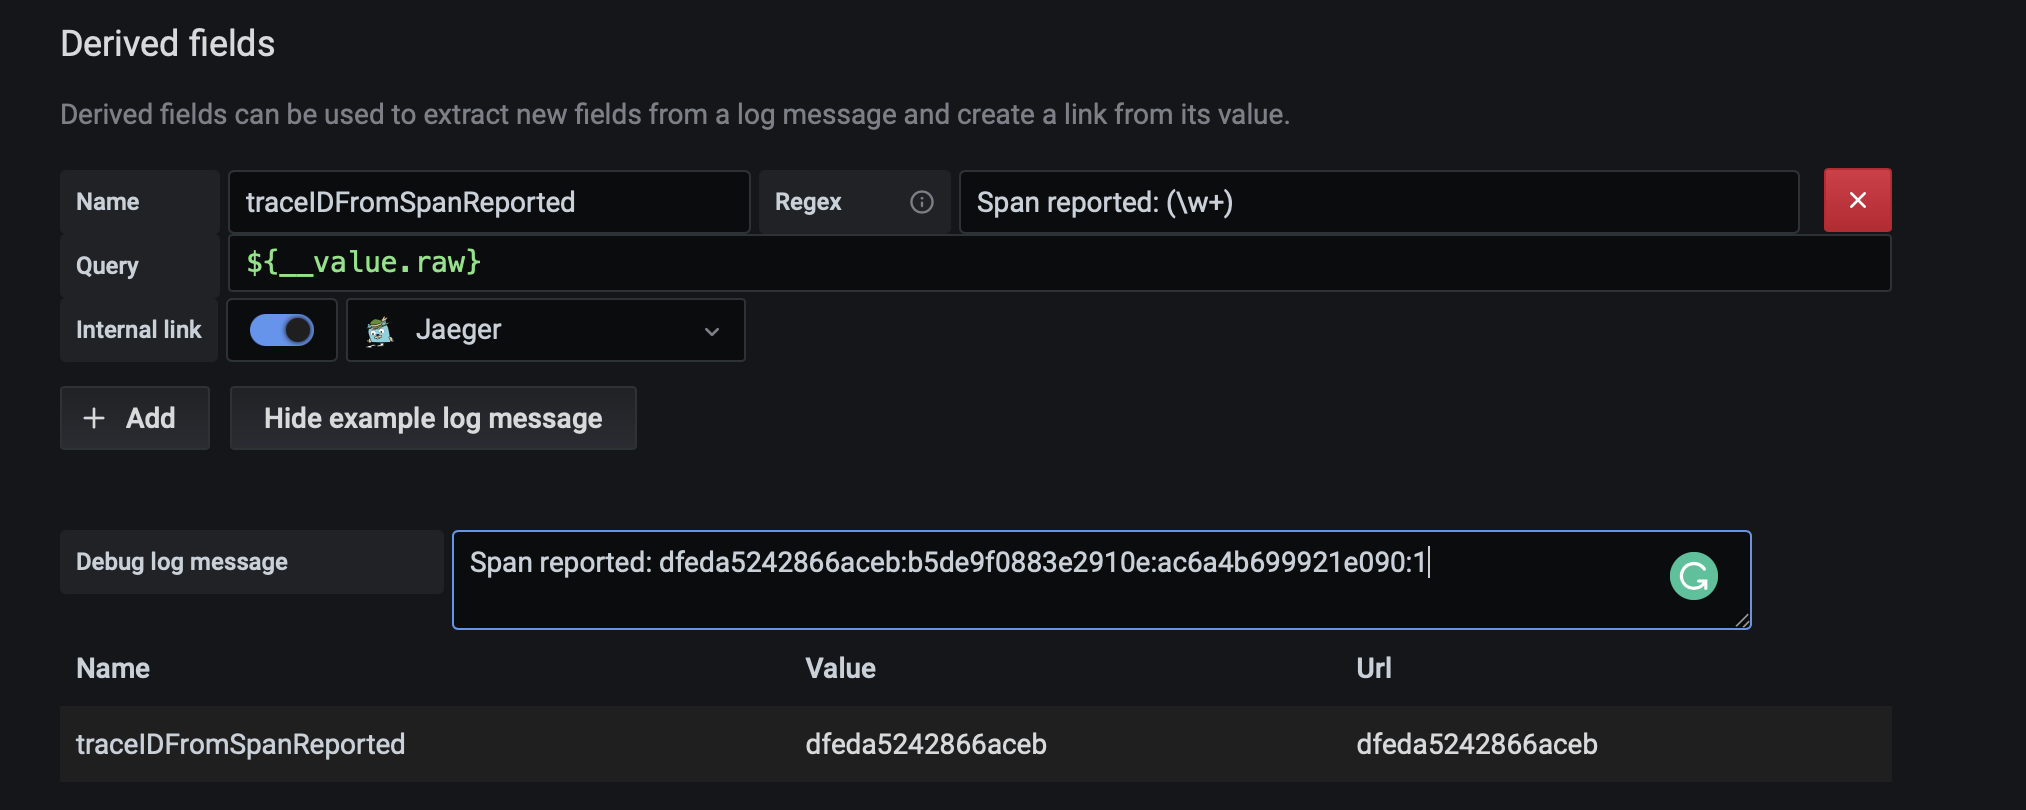 Derived fields
Derived fields can be used to extract new fields from a log message and create a link from its value.
Name traceIDFromSpanReported Regex Span reported: (\w+)
Query ${__value.raw}
Internal link Jaeger
Add Hide example log message
Debug log message Span reported: dfeda5242866aceb:b5de9f0883e2910e:ac6a4b699921e090:1
Name Value Url
traceIDFromSpanReported dfeda5242866aceb dfeda5242866aceb